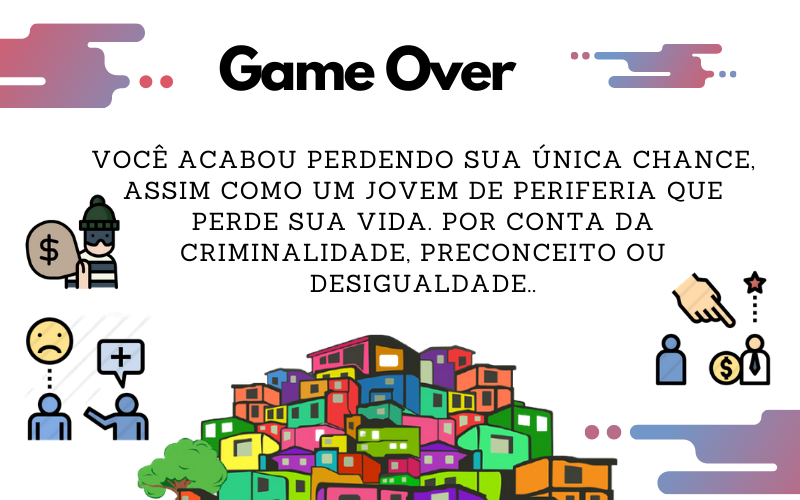 Game Over
VOCÊ ACABOU PERDENDO SUA ÚNICA CHANCE,
ASSIM COMO UM JOVEM DE PERIFERIA QUE
PERDE SUA VIDA. POR CONTA DA
CRIMINALIDADE, PRECONCEITO OU
DESIGUALDADE..
$
$